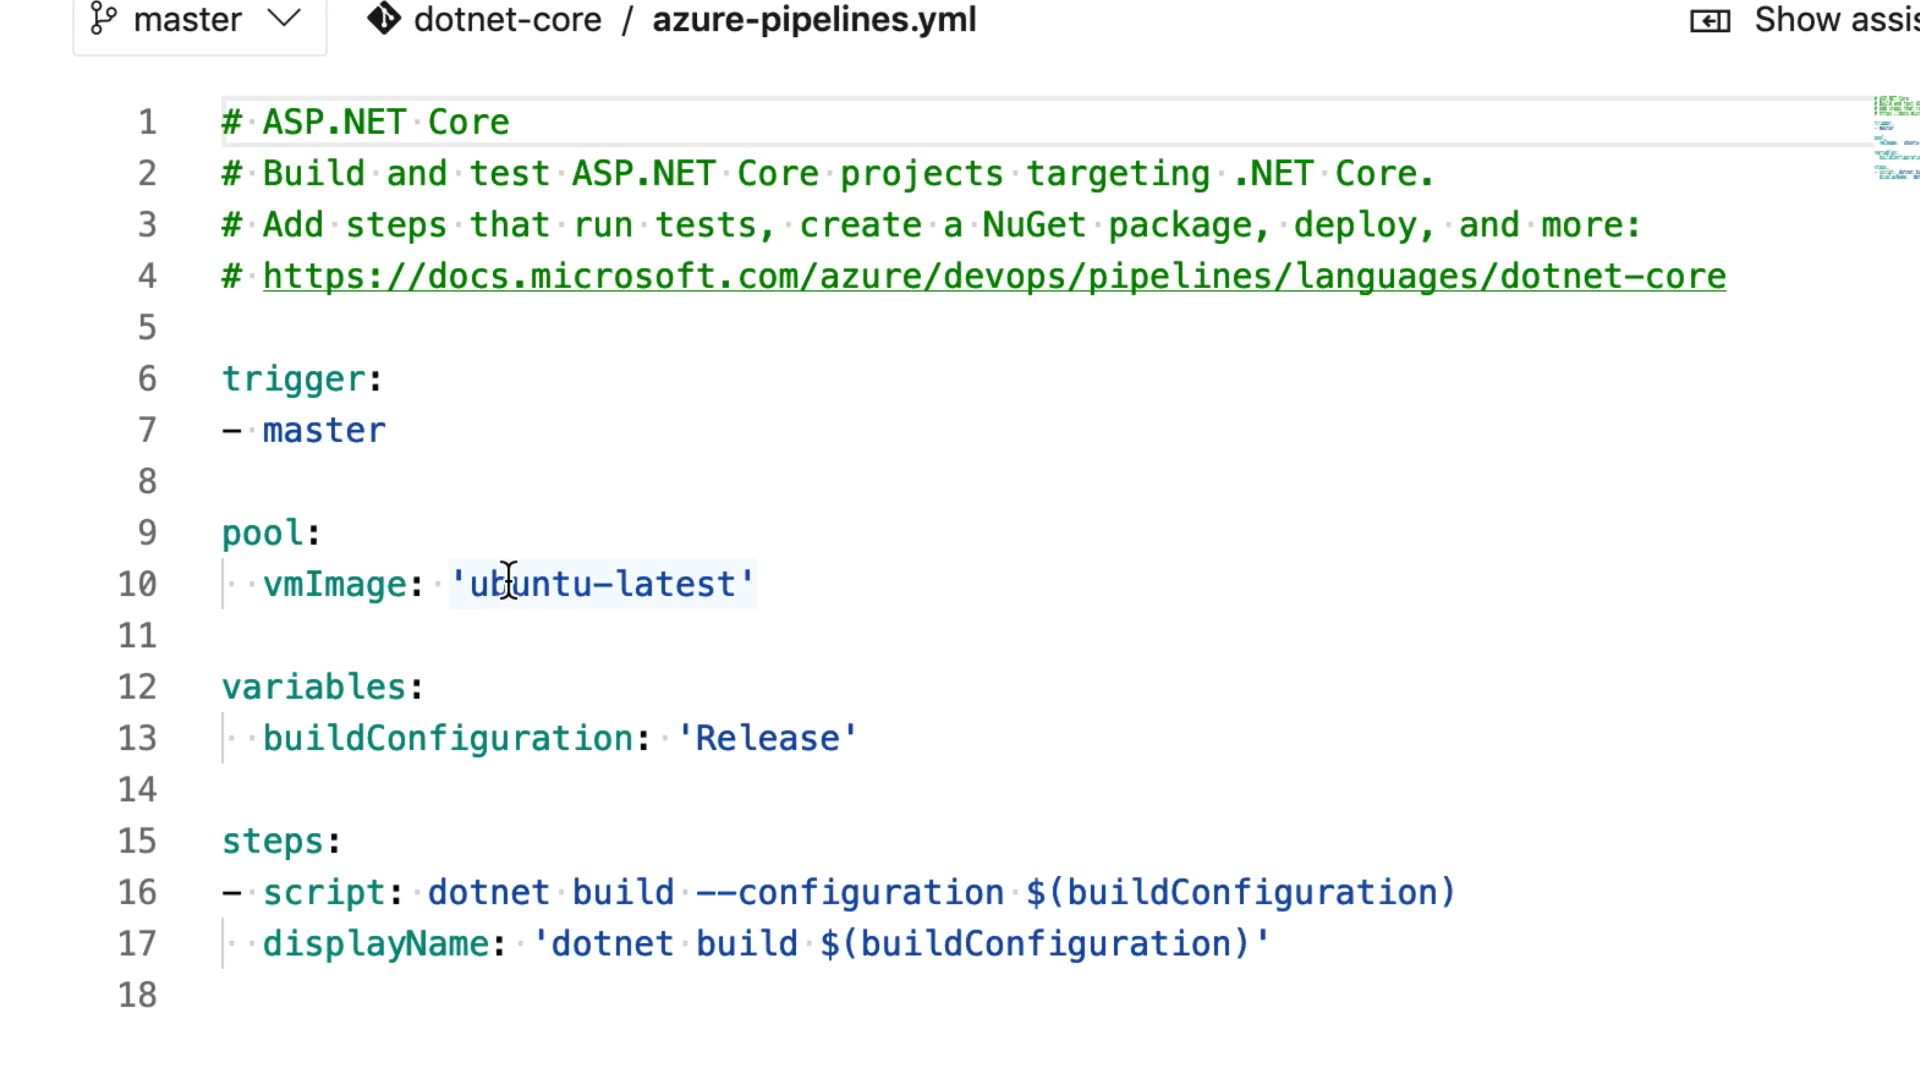 master dotnet-core / azure-pipelines.yml Show assis
1 # ASP.NET Core
2 # Build and test ASP.NET Core projects targeting .NET Core.
3 # Add steps that run tests, create a NuGet package, deploy, and more:
4 # https://docs.microsoft.com/azure/devops/pipelines/languages/dotnet-core
5
6 trigger:
7 - master
8
9 pool:
10   vmImage: 'ubuntu-latest'
11
12 variables:
13   buildConfiguration: 'Release'
14
15 steps:
16 - script: dotnet build --configuration $(buildConfiguration)
17   displayName: 'dotnet build $(buildConfiguration)'
18